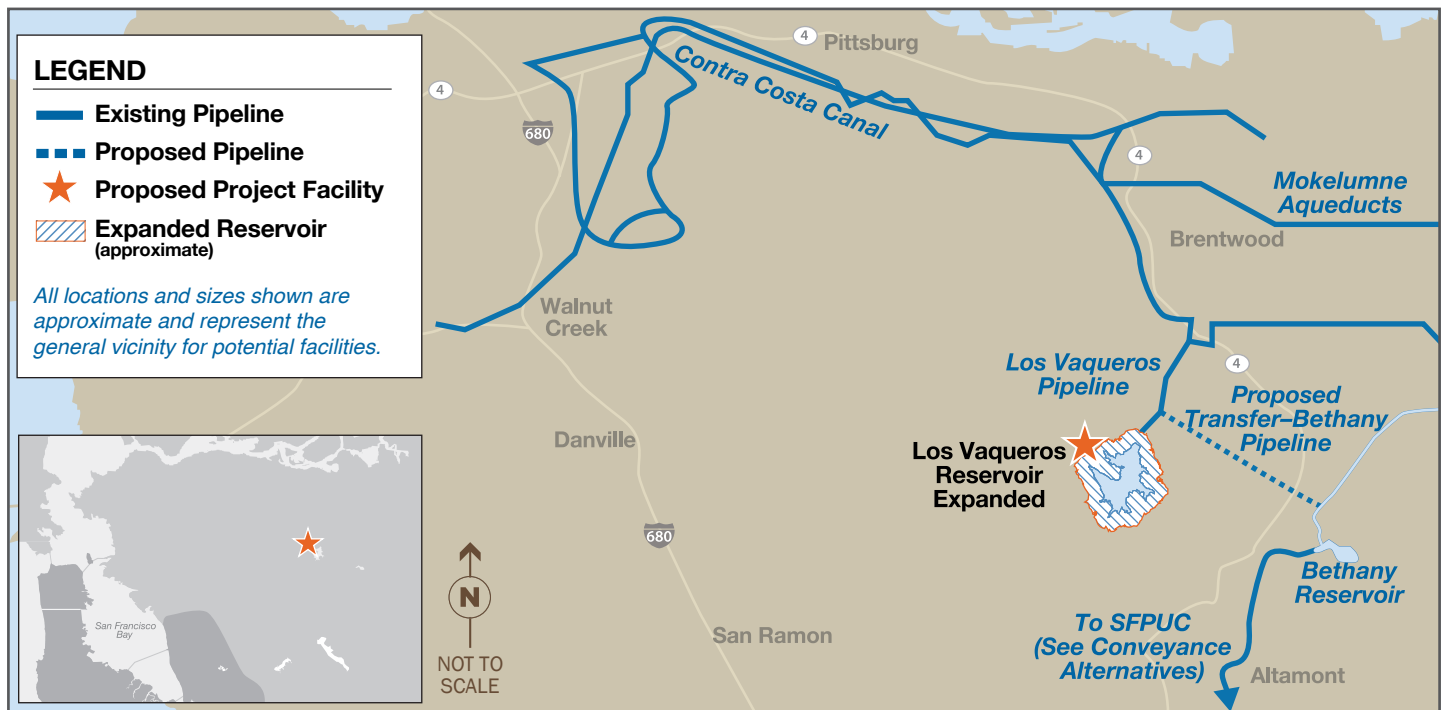 LEGEND
Existing Pipeline
Proposed Pipeline
Proposed Project Facility
Expanded Reservoir
(approximate)
All locations and sizes shown are
approximate and represent the
general vicinity for potential facilities.
4
Pittsburg
4
Contra Costa Canal
680
4
Mokelumne
Aqueducts
Brentwood
Walnut
Creek
Los Vaqueros
Pipeline
4
Proposed
Transfer–Bethany
Pipeline
Danville
Los Vaqueros
Reservoir
Expanded
680
Bethany
Reservoir
San Ramon
To SFPUC
(See Conveyance
Alternatives)
Altamont
San Francisco
Bay
N
NOT TO
SCALE